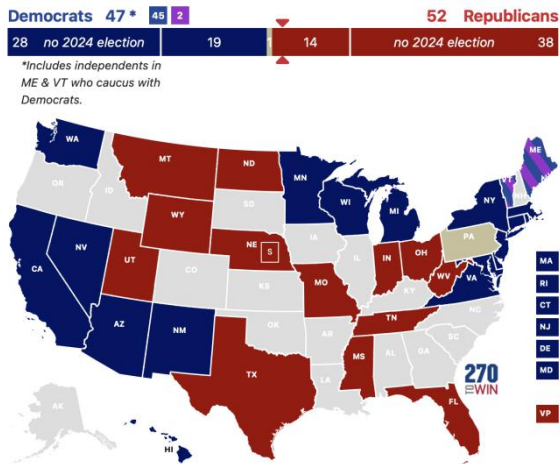 Democrats 47* 45 2 52 Republicans
28 no 2024 election 19 1 14 no 2024 election 38
*Includes independents in
ME & VT who caucus with
Democrats.
WA
MT
ND
MN
ME
OR
ID
WY
SD
WI
MI
NY
VT
NH
NV
UT
CO
NE
S
IA
IL
IN
OH
PA
CA
KS
MO
KY
WV
VA
AZ
NM
OK
AR
TN
NC
SC
TX
LA
MS
AL
GA
FL
AK
HI
MA
RI
CT
NJ
DE
MD
270
TO
WIN
VP